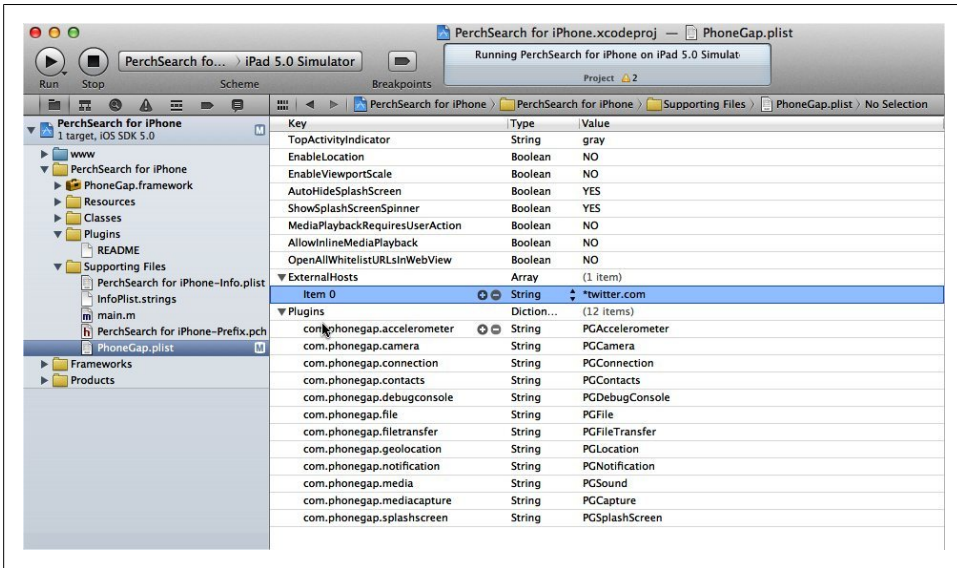 PerchSearch for iPhone.xcodeproj — PhoneGap.plist
PerchSearch fo... 〉 iPad 5.0 Simulator
Running PerchSearch for iPhone on iPad 5.0 Simulat
Project 2
Run Stop Scheme Breakpoints
PerchSearch for iPhone 〉 PerchSearch for iPhone 〉 Supporting Files 〉 PhoneGap.plist 〉 No Selection
PerchSearch for iPhone M
1 target, iOS SDK 5.0
www
PerchSearch for iPhone
PhoneGap.framework
Resources
Classes
Plugins
README
Supporting Files
PerchSearch for iPhone-Info.plist
InfoPlist.strings
m main.m
h PerchSearch for iPhone-Prefix.pch
PhoneGap.plist M
Frameworks
Products
Key Type Value
TopActivityIndicator String gray
EnableLocation Boolean NO
EnableViewportScale Boolean NO
AutoHideSplashScreen Boolean YES
ShowSplashScreenSpinner Boolean YES
MediaPlaybackRequiresUserAction Boolean NO
AllowInlineMediaPlayback Boolean NO
OpenAllWhitelistURLsInWebView Boolean NO
ExternalHosts Array (1 item)
Item 0 String *twitter.com
Plugins Diction... (12 items)
com.phonegap.accelerometer String PGAccelerometer
com.phonegap.camera String PGCamera
com.phonegap.connection String PGConnection
com.phonegap.contacts String PGContacts
com.phonegap.debugconsole String PGDebugConsole
com.phonegap.file String PGFile
com.phonegap.filetransfer String PGFileTransfer
com.phonegap.geolocation String PGLocation
com.phonegap.notification String PGNotification
com.phonegap.media String PGSound
com.phonegap.mediacapture String PGCapture
com.phonegap.splashscreen String PGSplashScreen